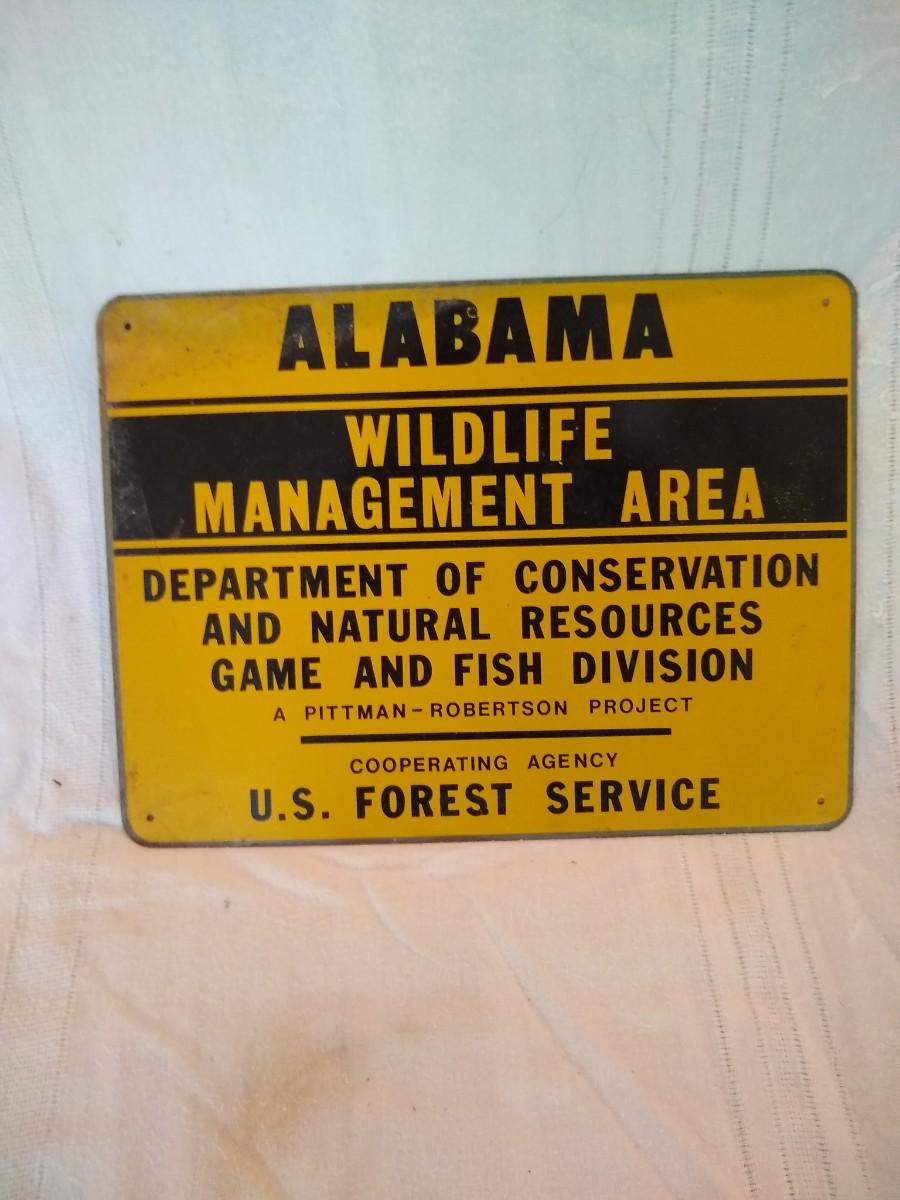 ALABAMA
WILDLIFE
MANAGEMENT AREA
DEPARTMENT OF CONSERVATION
AND NATURAL RESOURCES
GAME AND FISH DIVISION
A PITTMAN-ROBERTSON PROJECT
COOPERATING AGENCY
U.S. FOREST SERVICE